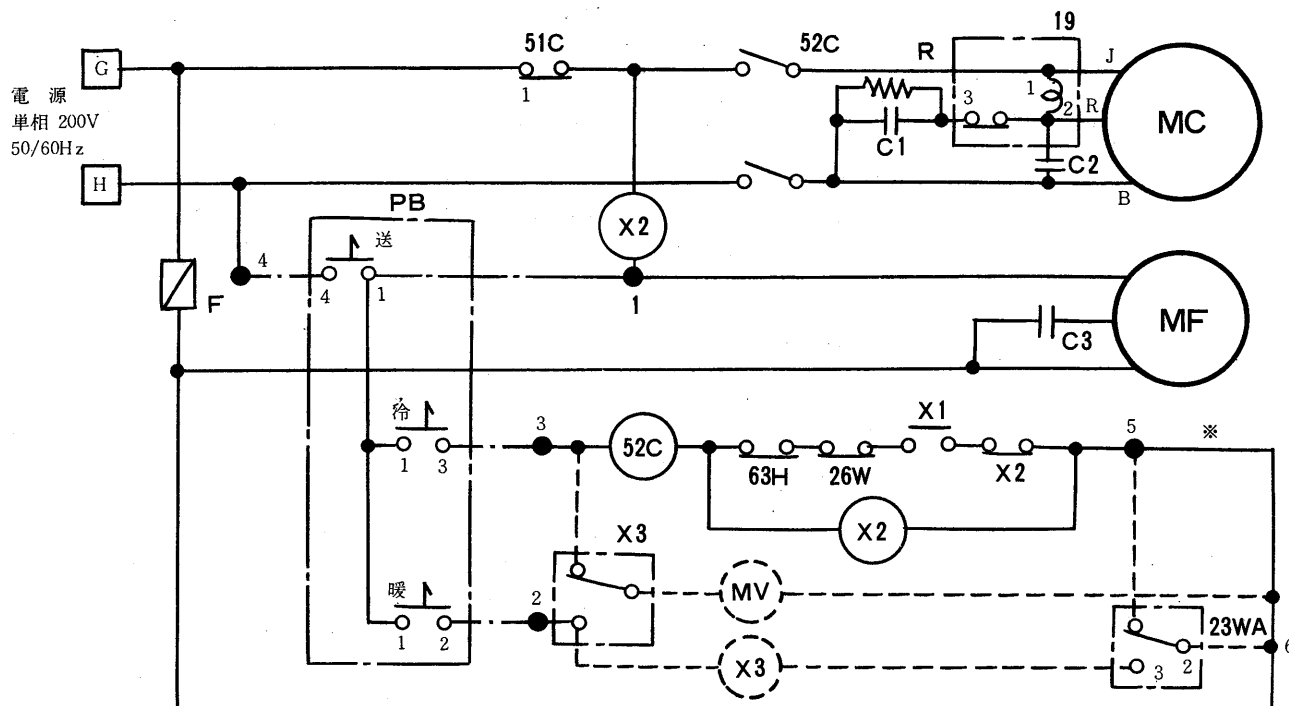 19
51C
52C
R
J
G
1
1
電 源
単相 200V
50/60Hz
3
2
R
MC
C1
C2
H
B
PB
X2
送
4
F
4
1
1
MF
C3
冷
X1
3
52C
5
※
1
3
63H
26W
X2
X3
X2
暖
2
MV
1
2
23WA
X3
3
2
6